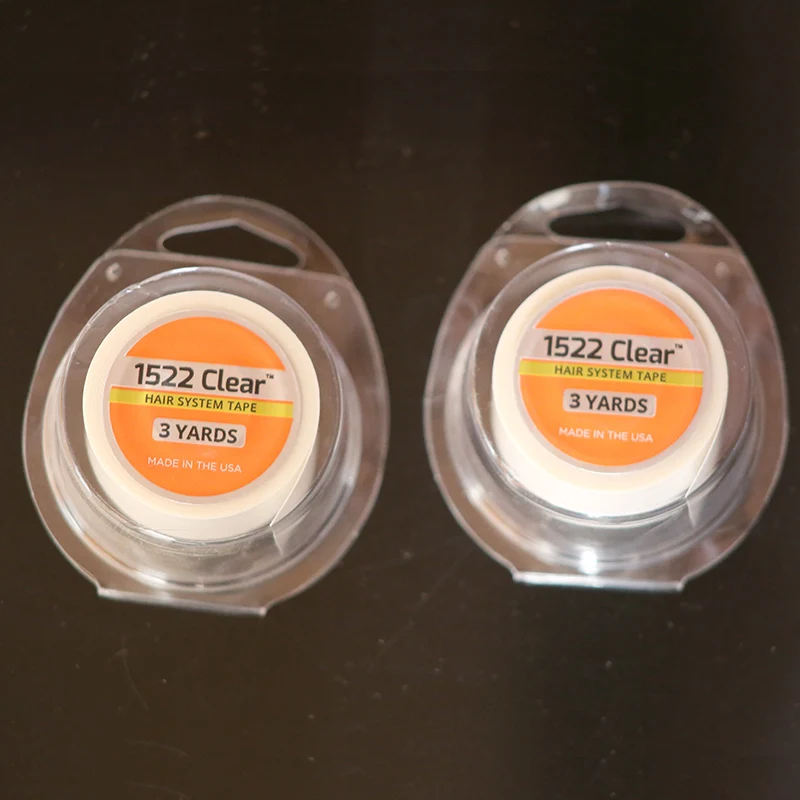 1522 Clear™
HAIR SYSTEM TAPE
3 YARDS
MADE IN THE USA
1522 Clear™
HAIR SYSTEM TAPE
3 YARDS
MADE IN THE USA